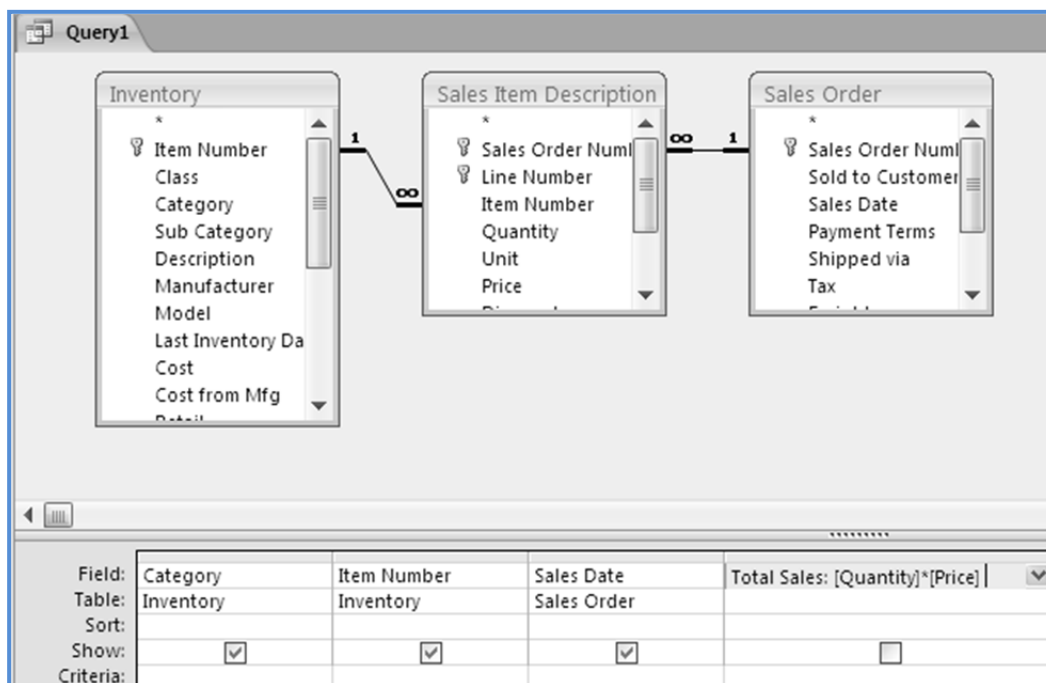 Query1
Inventory
*
Item Number
Class
Category
Sub Category
Description
Manufacturer
Model
Last Inventory Da
Cost
Cost from Mfg
Sales Item Description
*
Sales Order Numl
Line Number
Item Number
Quantity
Unit
Price
Sales Order
*
Sales Order Numl
Sold to Customer
Sales Date
Payment Terms
Shipped via
Tax
1
∞
∞
1
Field: Category Item Number Sales Date Total Sales: [Quantity]*[Price]
Table: Inventory Inventory Sales Order
Sort:
Show:
Criteria: